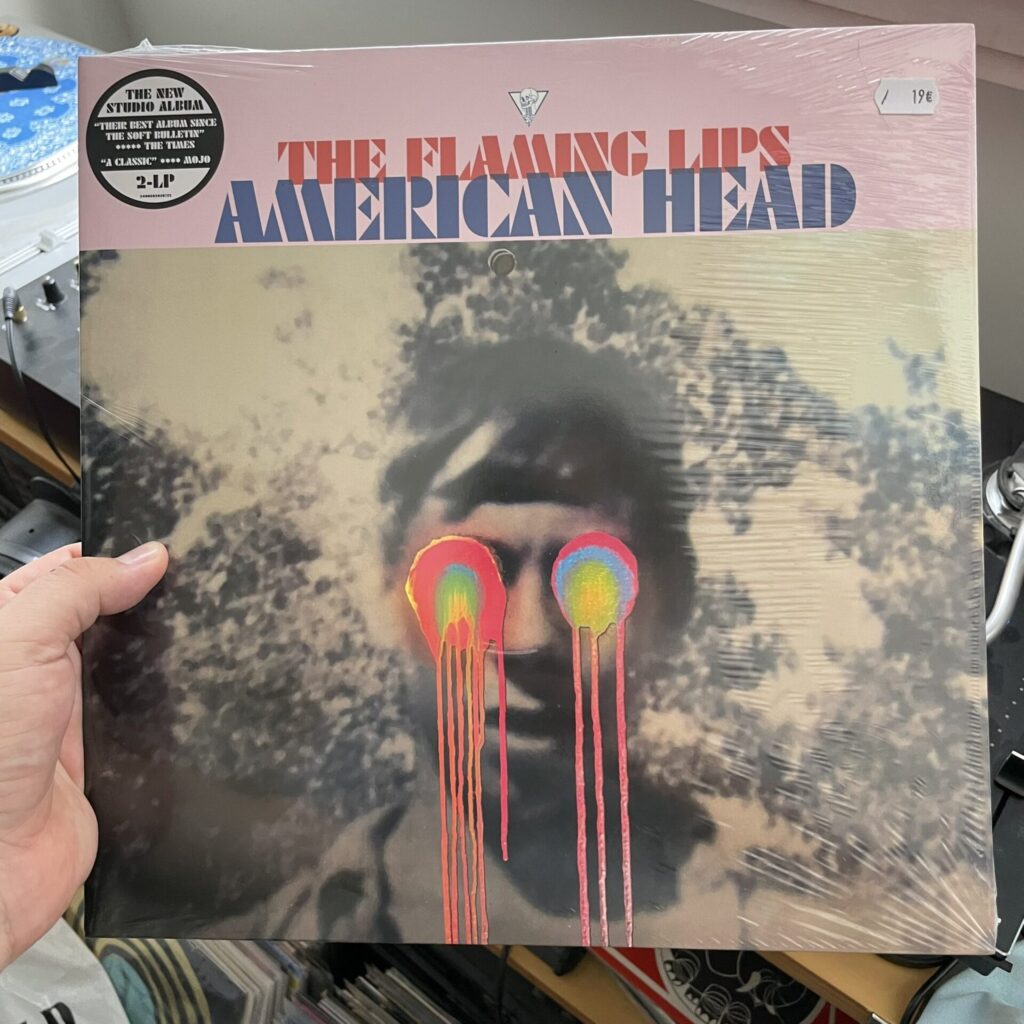 THE NEW
STUDIO ALBUM
"THEIR BEST ALBUM SINCE
THE SOFT BULLETIN"
***** THE TIMES
"A CLASSIC" **** MOJO
2-LP
/ 19€
THE FLAMING LIPS
AMERICAN HEAD